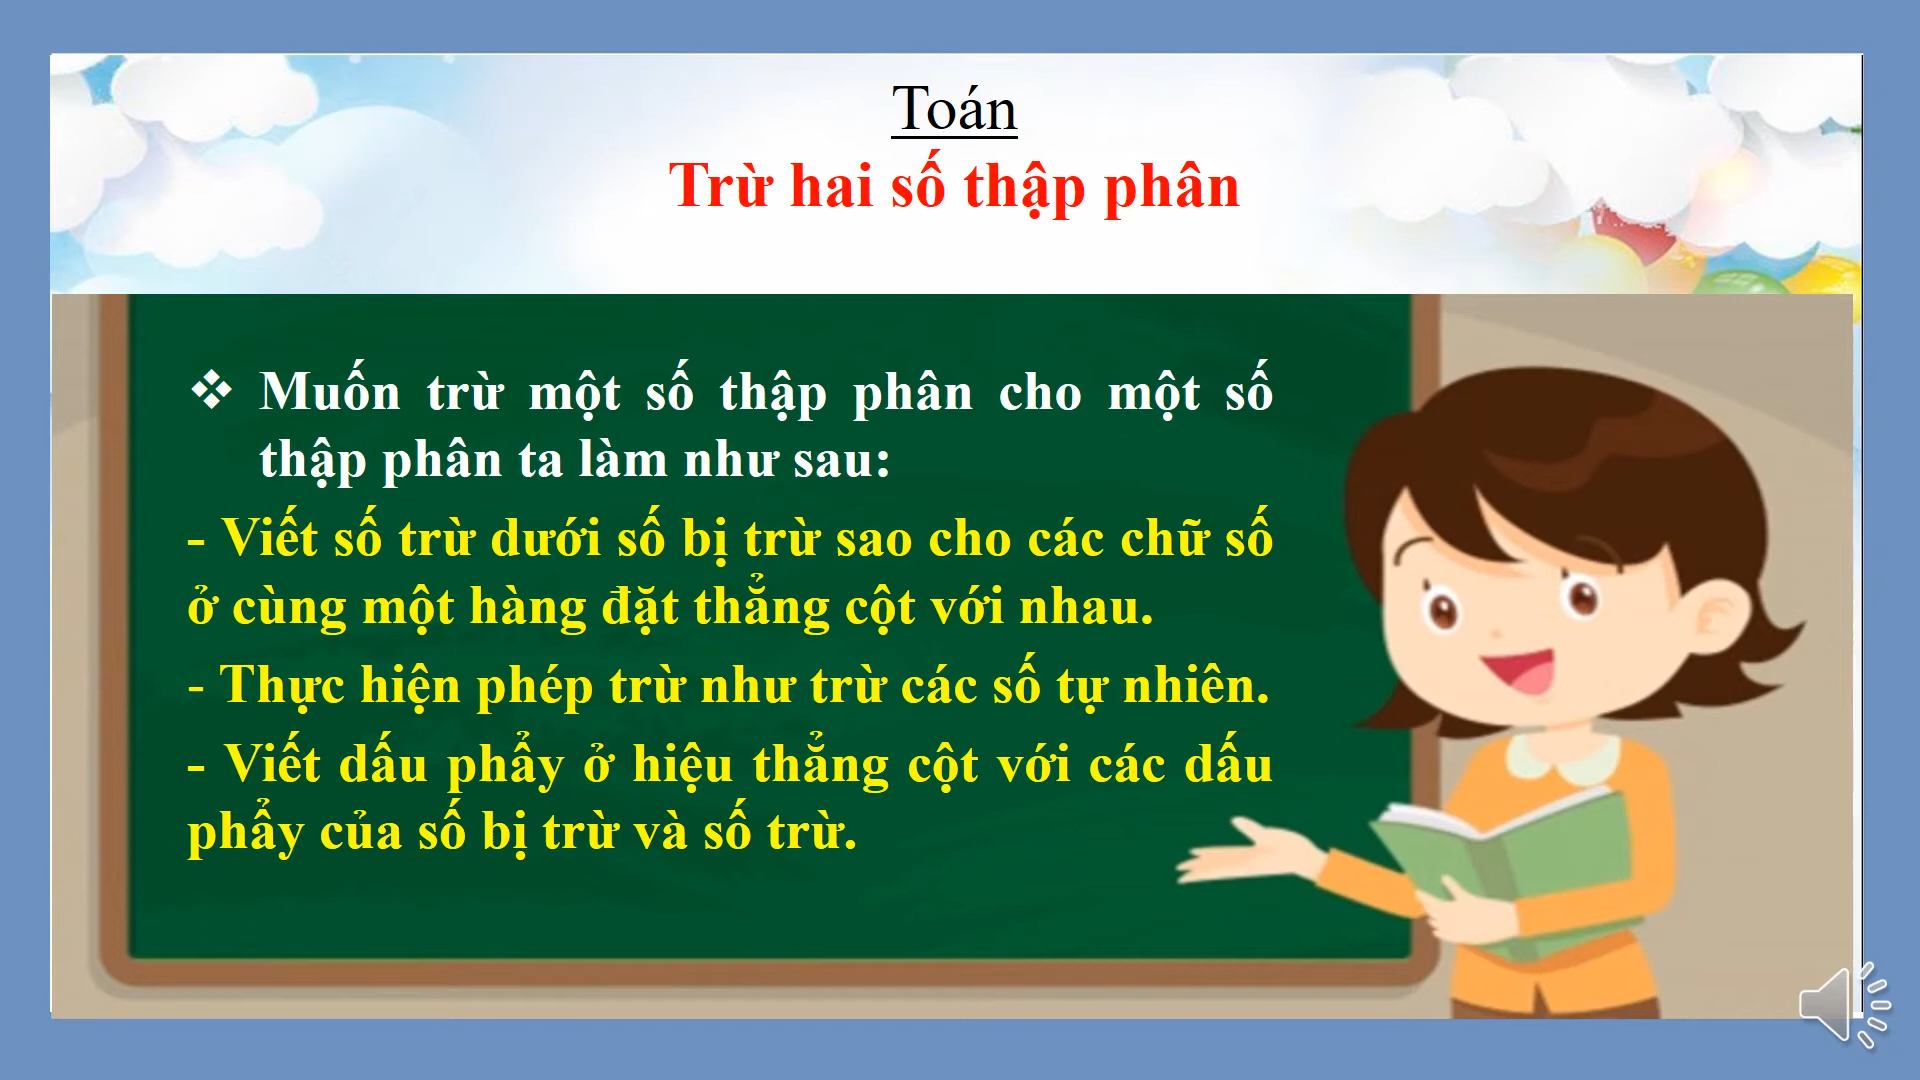 Toán
Trừ hai số thập phân
❖ Muốn trừ một số thập phân cho một số
thập phân ta làm như sau:
- Viết số trừ dưới số bị trừ sao cho các chữ số
ở cùng một hàng đặt thẳng cột với nhau.
- Thực hiện phép trừ như trừ các số tự nhiên.
- Viết dấu phẩy ở hiệu thẳng cột với các dấu
phẩy của số bị trừ và số trừ.